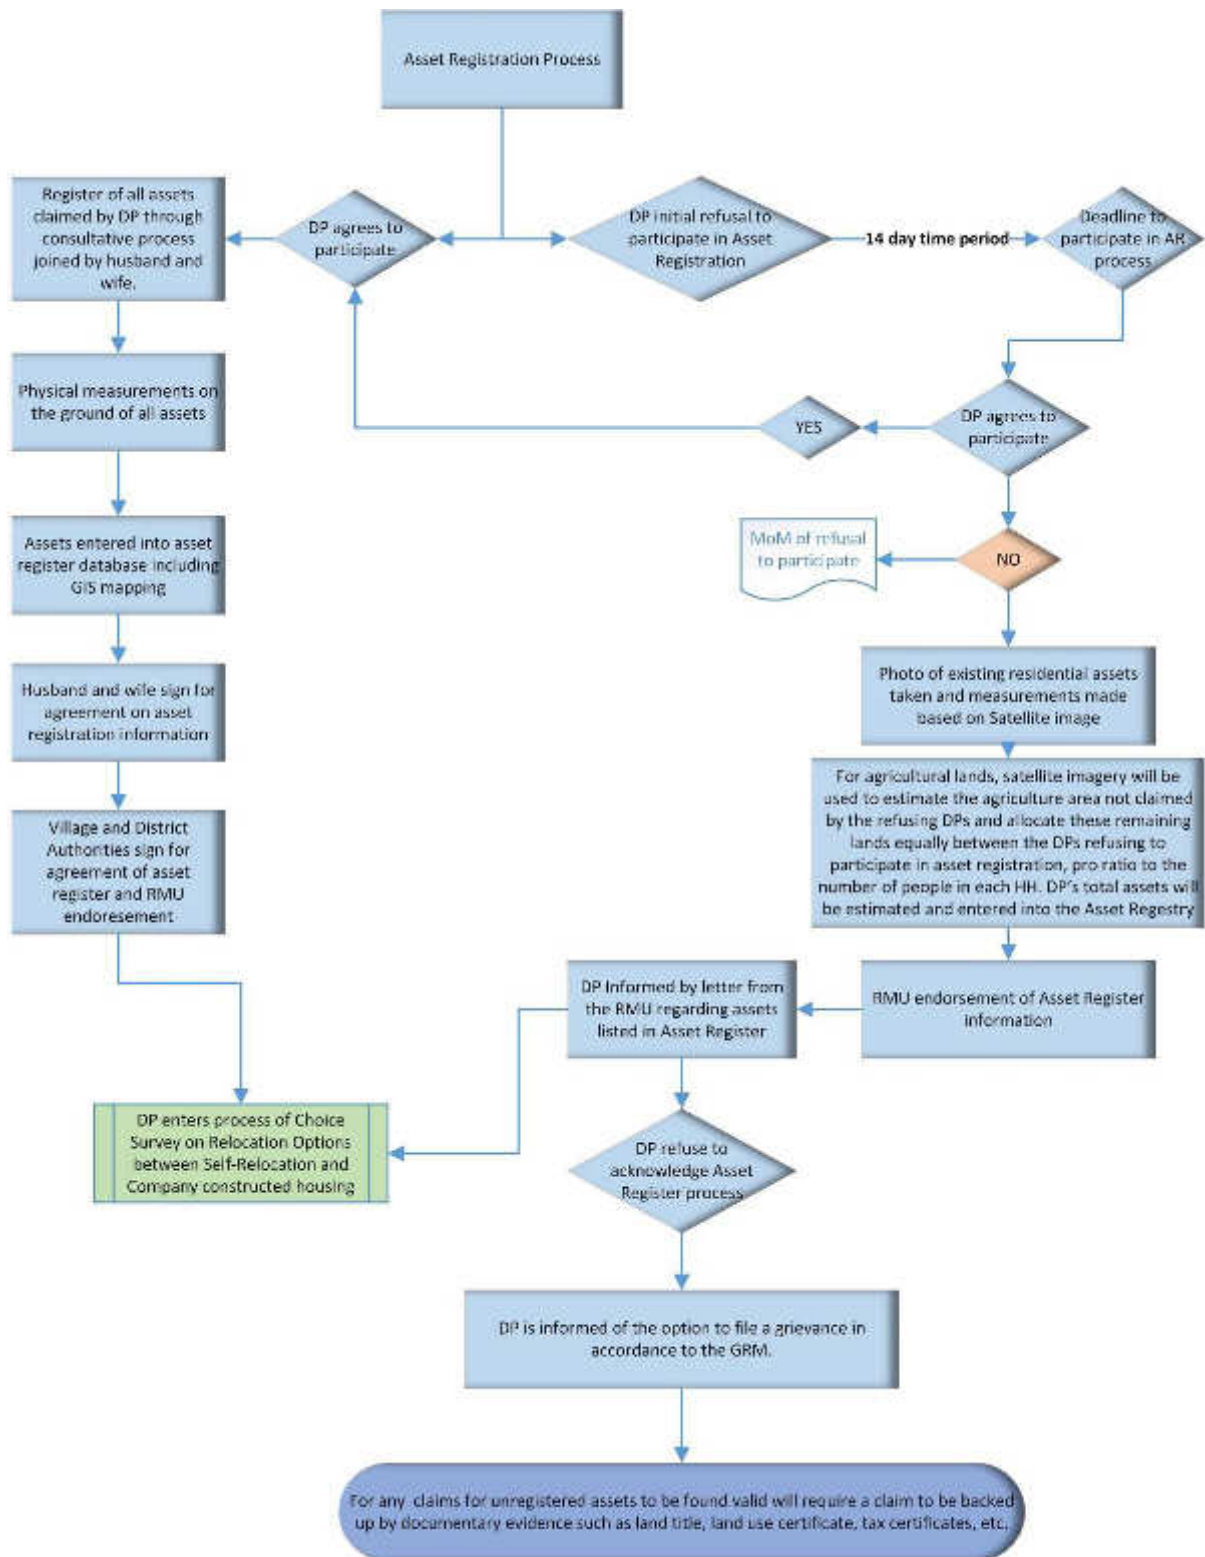 Asset Registration Process
Register of all assets
claimed by DP through
consultative process
joined by husband and
wife.
DP agrees to
participate
DP initial refusal to
participate in Asset
Registration
14 day time period
Deadline to
participate in AR
process
Physical measurements on
the ground of all assets
YES
DP agrees to
participate
Assets entered into asset
register database including
GIS mapping
MoM of refusal
to participate
NO
Husband and wife sign for
agreement on asset
registration information
Photo of existing residential assets
taken and measurements made
based on Satellite image
Village and District
Authorities sign for
agreement of asset
register and RMU
endoresement
For agricultural lands, satellite imagery will be
used to estimate the agriculture area not claimed
by the refusing DPs and allocate these remaining
lands equally between the DPs refusing to
participate in asset registration, pro ratio to the
number of people in each HH. DP's total assets will
be estimated and entered into the Asset Regestry
DP Informed by letter from
the RMU regarding assets
listed in Asset Register
RMU endorsement of Asset Register
information
DP enters process of Choice
Survey on Relocation Options
between Self-Relocation and
Company constructed housing
DP refuse to
acknowledge Asset
Register process
DP is informed of the option to file a grievance in
accordance to the GRM.
For any claims for unregistered assets to be found valid will require a claim to be backed
up by documentary evidence such as land title, land use certificate, tax certificates, etc.